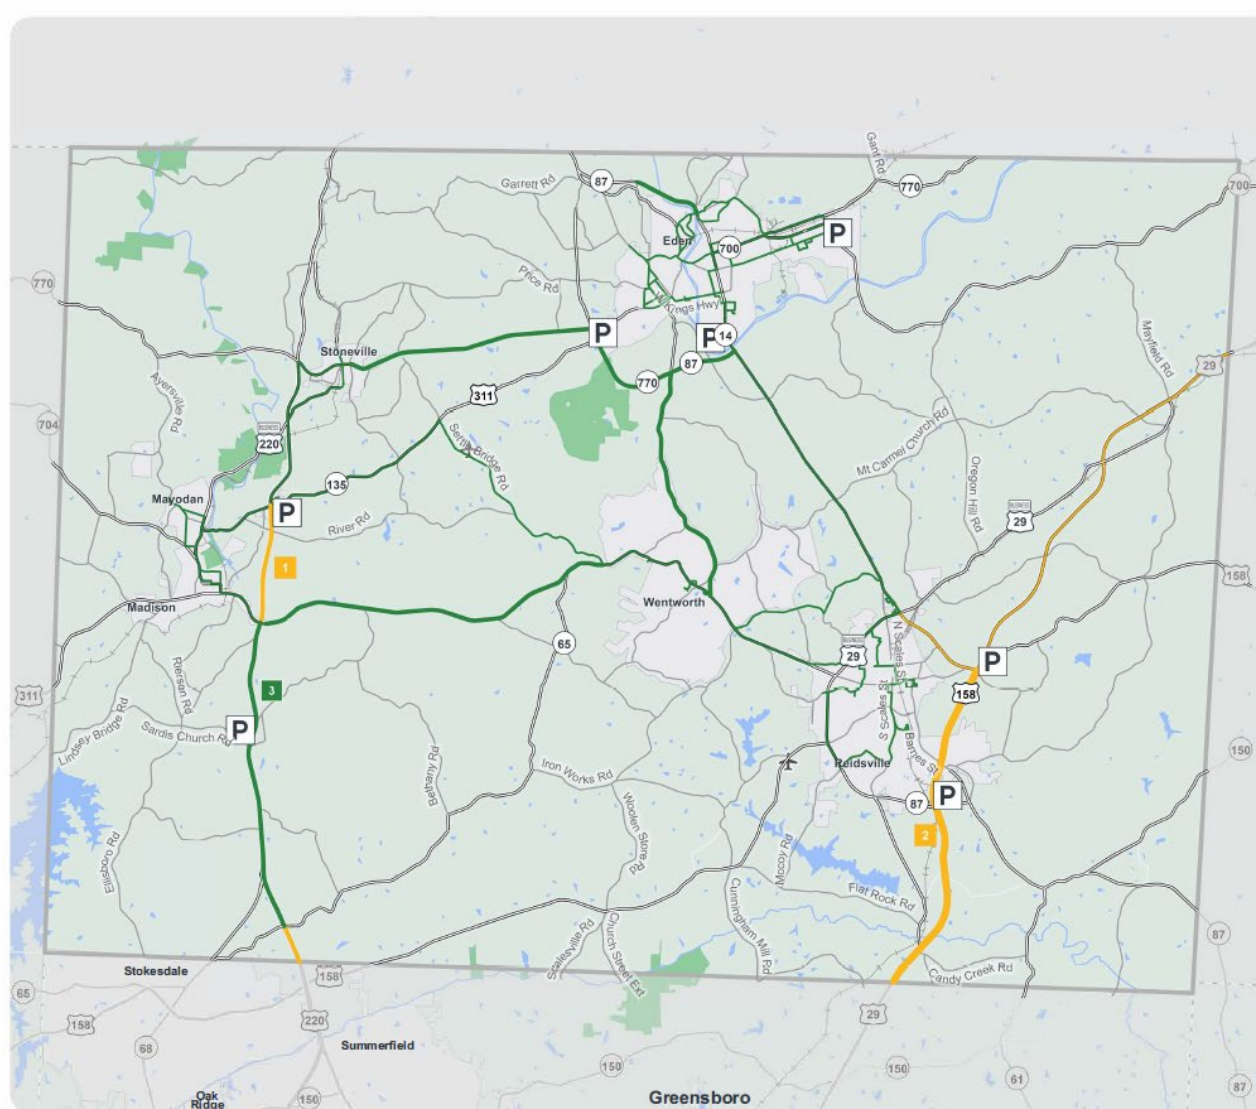 Gant Rd
Garrett Rd
87
770
700
Eden
P
700
770
Price Rd
W Kings Hwy
P
P
14
Mayfield Rd
Stoneville
87
29
770
Ayersville Rd
311
704
BUSINESS
220
Settle Bridge Rd
Mt Carmel Church Rd
Oregon Hill Rd
135
Mayodan
P
BUSINESS
29
River Rd
1
158
Madison
Wentworth
65
N Scales St
BUSINESS
29
P
Rierson Rd
3
158
311
Lindsey Bridge Rd
Sardis Church Rd
P
S Scales St
Barnes St
150
Bethany Rd
Iron Works Rd
Reidsville
Woolen Store Rd
87
P
2
Ellisboro Rd
Mccoy Rd
Flat Rock Rd
Cunningham Mill Rd
Scalesville Rd
Church Street Ext
87
Stokesdale
158
Candy Creek Rd
65
158
220
29
68
Summerfield
150
150
61
87
Oak
Ridge
150
Greensboro